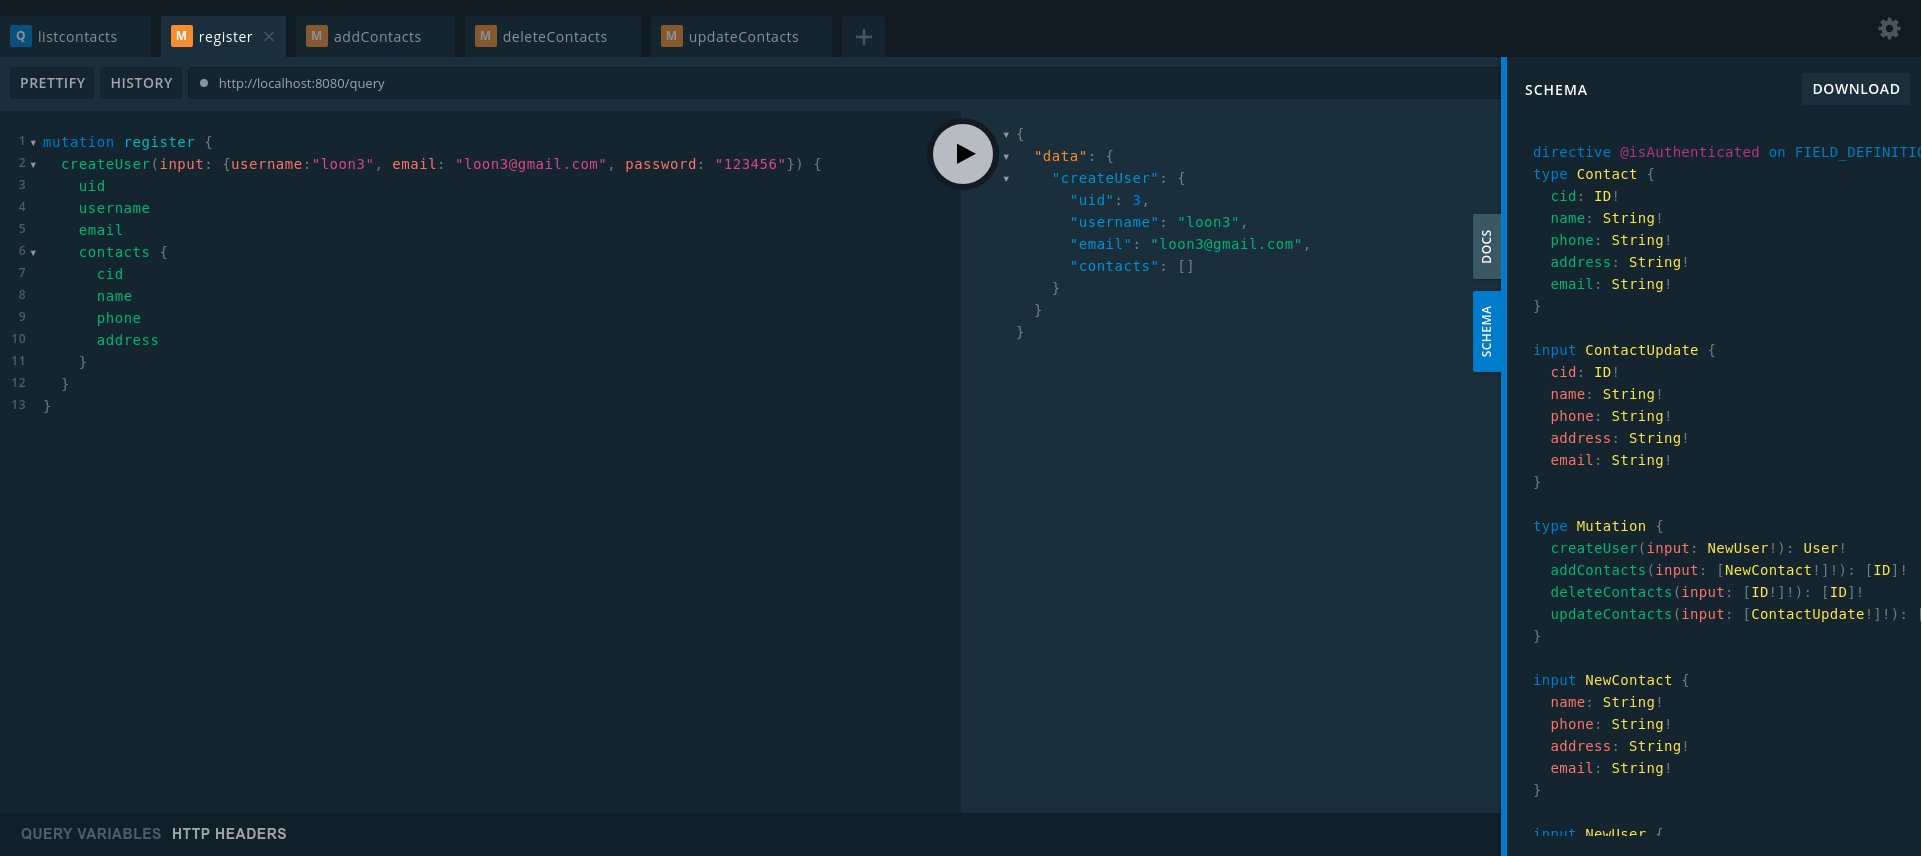 Q listcontacts
M register ×
M addContacts
M deleteContacts
M updateContacts
+
PRETTIFY
HISTORY
http://localhost:8080/query
1 mutation register {
2 createUser(input: {username:"loon3", email: "loon3@gmail.com", password: "123456"}) {
3 uid
4 username
5 email
6 contacts {
7 cid
8 name
9 phone
10 address
11 }
12 }
13 }
QUERY VARIABLES
HTTP HEADERS
{
"data": {
"createUser": {
"uid": 3,
"username": "loon3",
"email": "loon3@gmail.com",
"contacts": []
}
}
}
DOCS
SCHEMA
SCHEMA
DOWNLOAD
directive @isAuthenticated on FIELD_DEFINITIO
type Contact {
cid: ID!
name: String!
phone: String!
address: String!
email: String!
}
input ContactUpdate {
cid: ID!
name: String!
phone: String!
address: String!
email: String!
}
type Mutation {
createUser(input: NewUser!): User!
addContacts(input: [NewContact!]!): [ID]!
deleteContacts(input: [ID!]!): [ID]!
updateContacts(input: [ContactUpdate!]!): [
}
input NewContact {
name: String!
phone: String!
address: String!
email: String!
}
input NewUser {